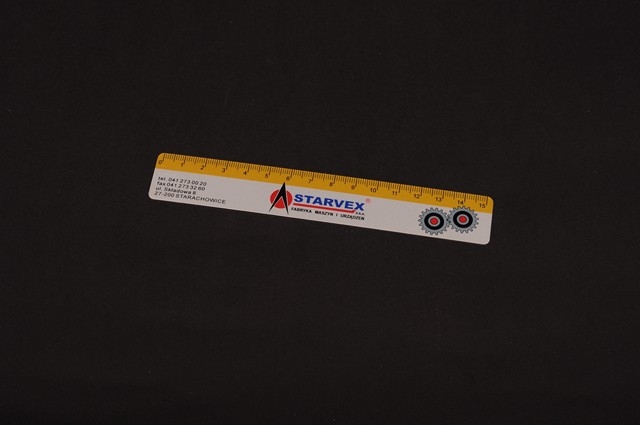 0 1 2 3 4 5 6 7 8 9 10 11 12 13 14 15
tel. 041 273 00 20
fax 041 273 32 60
ul. Składowa 8
27-200 STARACHOWICE
STARVEX®
FABRYKA MASZYN I URZĄDZEŃ